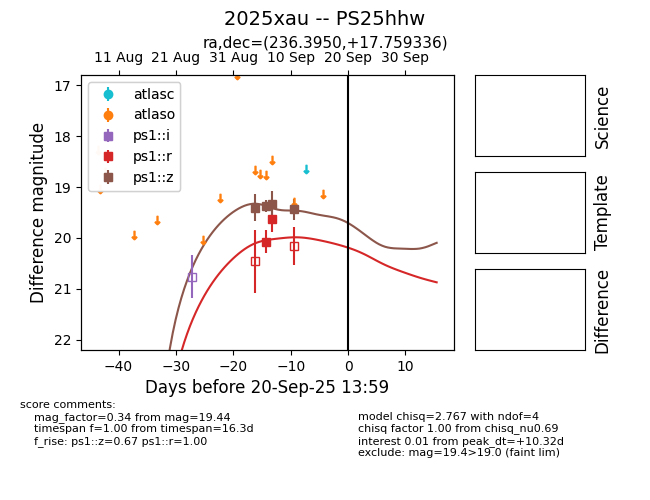 2025xau -- PS25hhw
ra,dec=(236.3950,+17.759336)
11 Aug 21 Aug 31 Aug 10 Sep 20 Sep 30 Sep
atlasc
atlaso
ps1::i
ps1::r
ps1::z
17
18
19
20
21
22
Difference magnitude
−40 −30 −20 −10 0 10
Days before 20-Sep-25 13:59
Science
Template
Difference
score comments:
mag_factor=0.34 from mag=19.44
timespan f=1.00 from timespan=16.3d
f_rise: ps1::z=0.67 ps1::r=1.00
model chisq=2.767 with ndof=4
chisq factor 1.00 from chisq_nu0.69
interest 0.01 from peak_dt=+10.32d
exclude: mag=19.4>19.0 (faint lim)